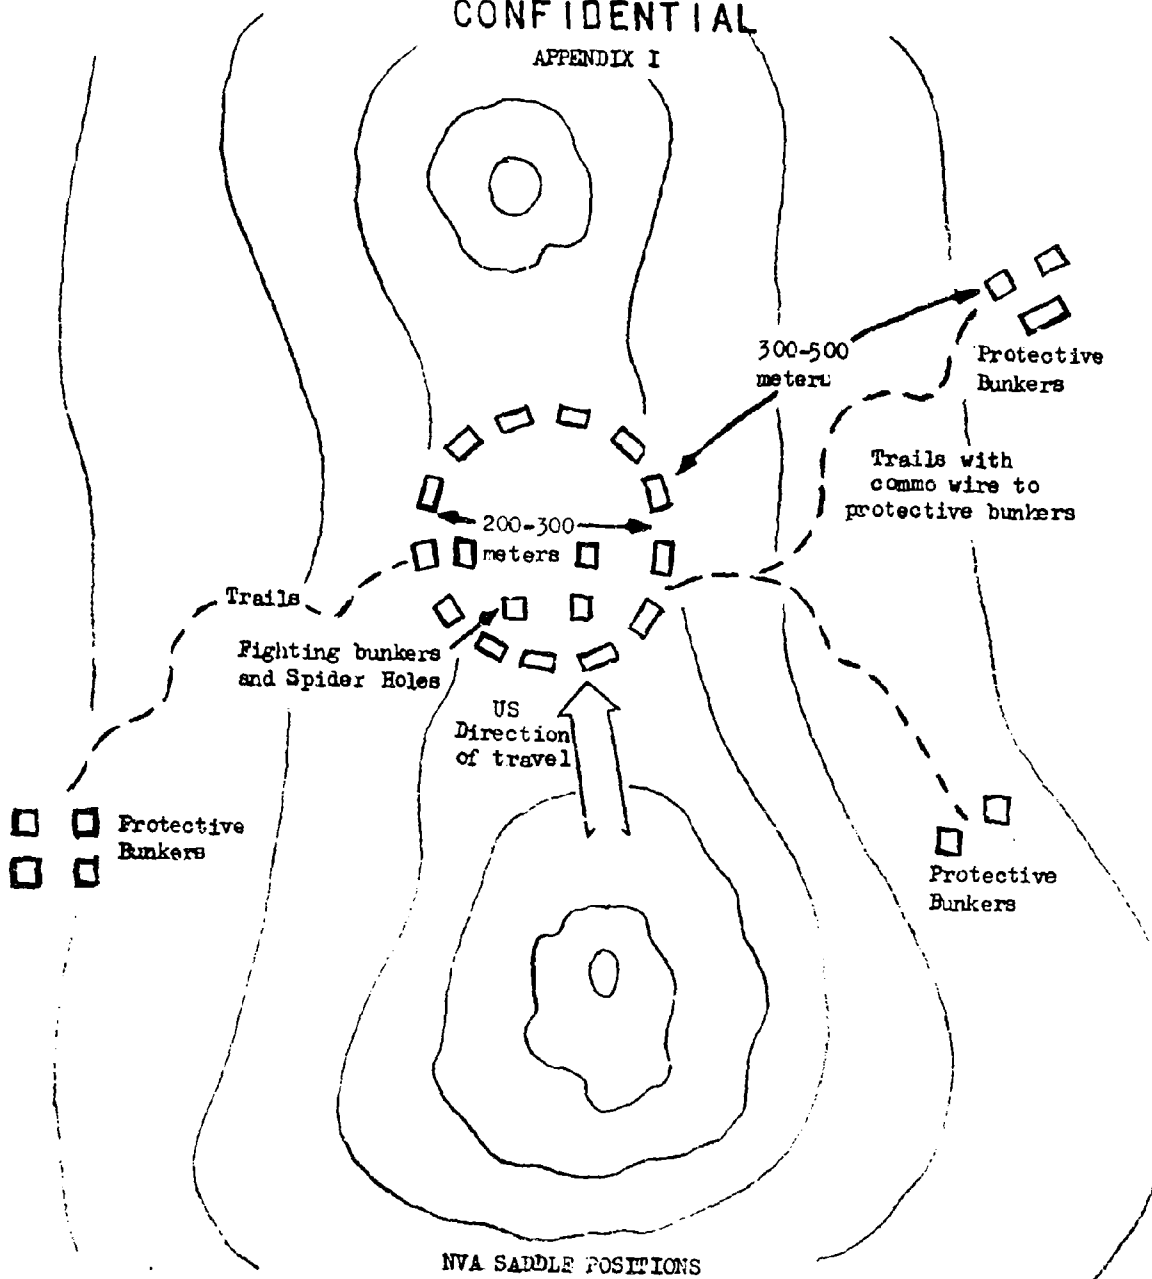 CONFIDENTIAL
APPENDIX I
300-500
meters
Protective
Bunkers
Trails with
commo wire to
protective bunkers
200-300
meters
Trails
Fighting bunkers
and Spider Holes
US
Direction
of travel
Protective
Bunkers
Protective
Bunkers
NVA SADDLE POSITIONS